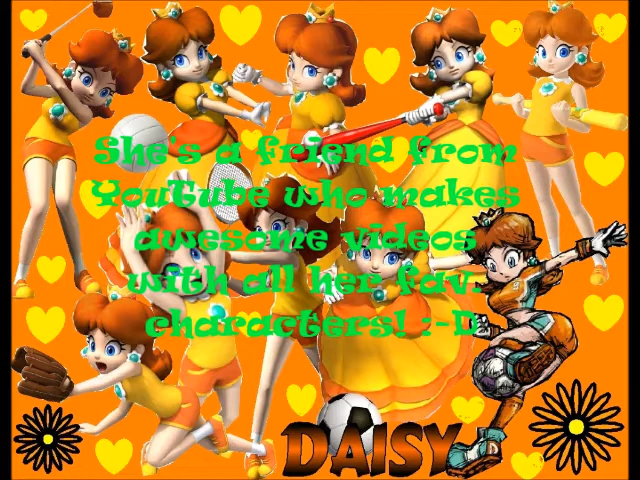 She's a friend from
YouTube who makes
awesome videos
with all her fav.
characters! :-D
DAISY